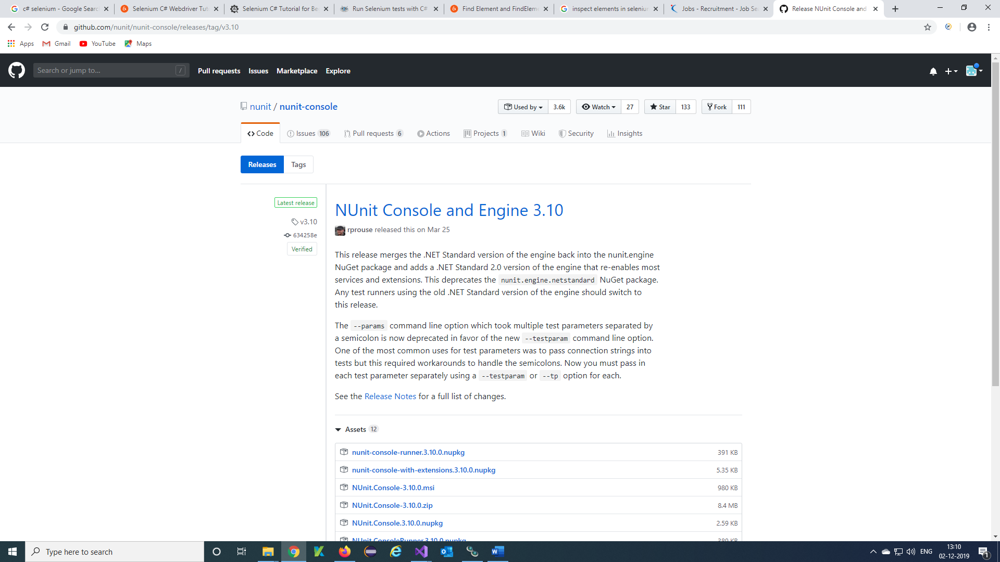 c# selenium - Google Searc
Selenium C# Webdriver Tut
Selenium C# Tutorial for Be
Run Selenium tests with C#
Find Element and FindElem
inspect elements in seleniu
Jobs - Recruitment - Job Se
Release NUnit Console and
github.com/nunit/nunit-console/releases/tag/v3.10
Apps
Gmail
YouTube
Maps
Search or jump to...
/
Pull requests
Issues
Marketplace
Explore
nunit / nunit-console
Used by 3.6k
Watch 27
Star 133
Fork 111
Code
Issues 106
Pull requests 6
Actions
Projects 1
Wiki
Security
Insights
Releases
Tags
Latest release
v3.10
634258e
Verified
NUnit Console and Engine 3.10
rprouse released this on Mar 25
This release merges the .NET Standard version of the engine back into the nunit.engine
NuGet package and adds a .NET Standard 2.0 version of the engine that re-enables most
services and extensions. This deprecates the nunit.engine.netstandard NuGet package.
Any test runners using the old .NET Standard version of the engine should switch to
this release.
The --params command line option which took multiple test parameters separated by
a semicolon is now deprecated in favor of the new --testparam command line option.
One of the most common uses for test parameters was to pass connection strings into
tests but this required workarounds to handle the semicolons. Now you must pass in
each test parameter separately using a --testparam or --tp option for each.
See the Release Notes for a full list of changes.
Assets 12
nunit-console-runner.3.10.0.nupkg 391 KB
nunit-console-with-extensions.3.10.0.nupkg 5.35 KB
NUnit.Console-3.10.0.msi 980 KB
NUnit.Console-3.10.0.zip 8.4 MB
NUnit.Console.3.10.0.nupkg 2.59 KB
NUnit.ConsoleRunner.3.10.0.nupkg 389 KB
Type here to search
ENG
13:10
02-12-2019
1